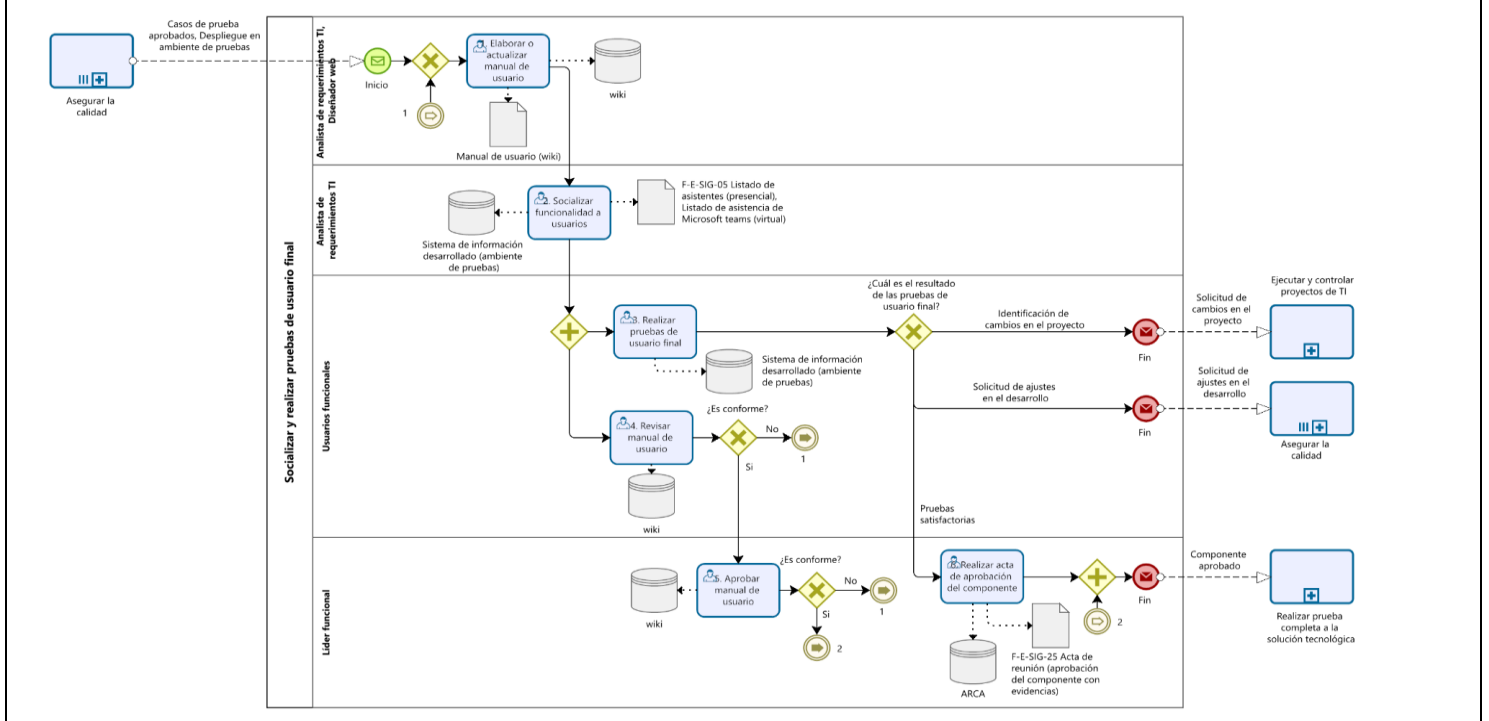 Casos de prueba
aprobados, Despliegue en
ambiente de pruebas
Asegurar la
calidad
Socializar y realizar pruebas de usuario final
Analista de requerimientos TI,
Diseñador web
Inicio
1
1. Elaborar o
actualizar
manual de
usuario
wiki
Manual de usuario (wiki)
Analista de
requerimientos TI
2. Socializar
funcionalidad a
usuarios
Sistema de información
desarrollado (ambiente
de pruebas)
F-E-SIG-05 Listado de
asistentes (presencial),
Listado de asistencia de
Microsoft teams (virtual)
Usuarios funcionales
3. Realizar
pruebas de
usuario final
Sistema de información
desarrollado (ambiente
de pruebas)
¿Cuál es el resultado
de las pruebas de
usuario final?
Identificación de
cambios en el proyecto
Fin
Solicitud de
cambios en el
proyecto
Ejecutar y controlar
proyectos de TI
Solicitud de ajustes
en el desarrollo
Fin
Solicitud de
ajustes en el
desarrollo
Asegurar la
calidad
4. Revisar
manual de
usuario
wiki
¿Es conforme?
No
1
Si
Pruebas
satisfactorias
Lider funcional
5. Aprobar
manual de
usuario
wiki
¿Es conforme?
No
1
Si
2
Realizar acta
de aprobación
del componente
ARCA
F-E-SIG-25 Acta de
reunión (aprobación
del componente con
evidencias)
2
Fin
Componente
aprobado
Realizar prueba
completa a la
solución tecnológica